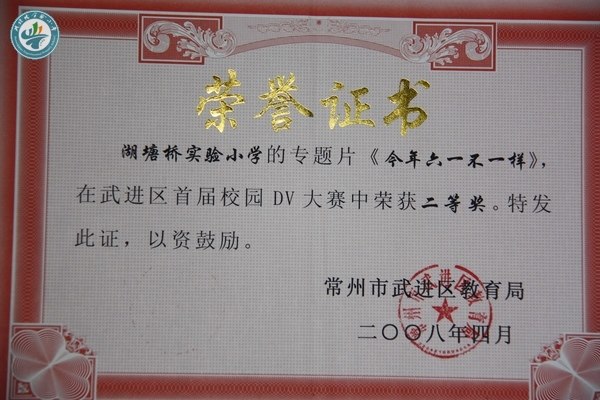 荣誉证书
湖塘桥实验小学的专题片《今年六一不一样》，
在武进区首届校园DV大赛中荣获二等奖。特发
此证，以资鼓励。
常州市武进区教育局
二〇〇八年四月